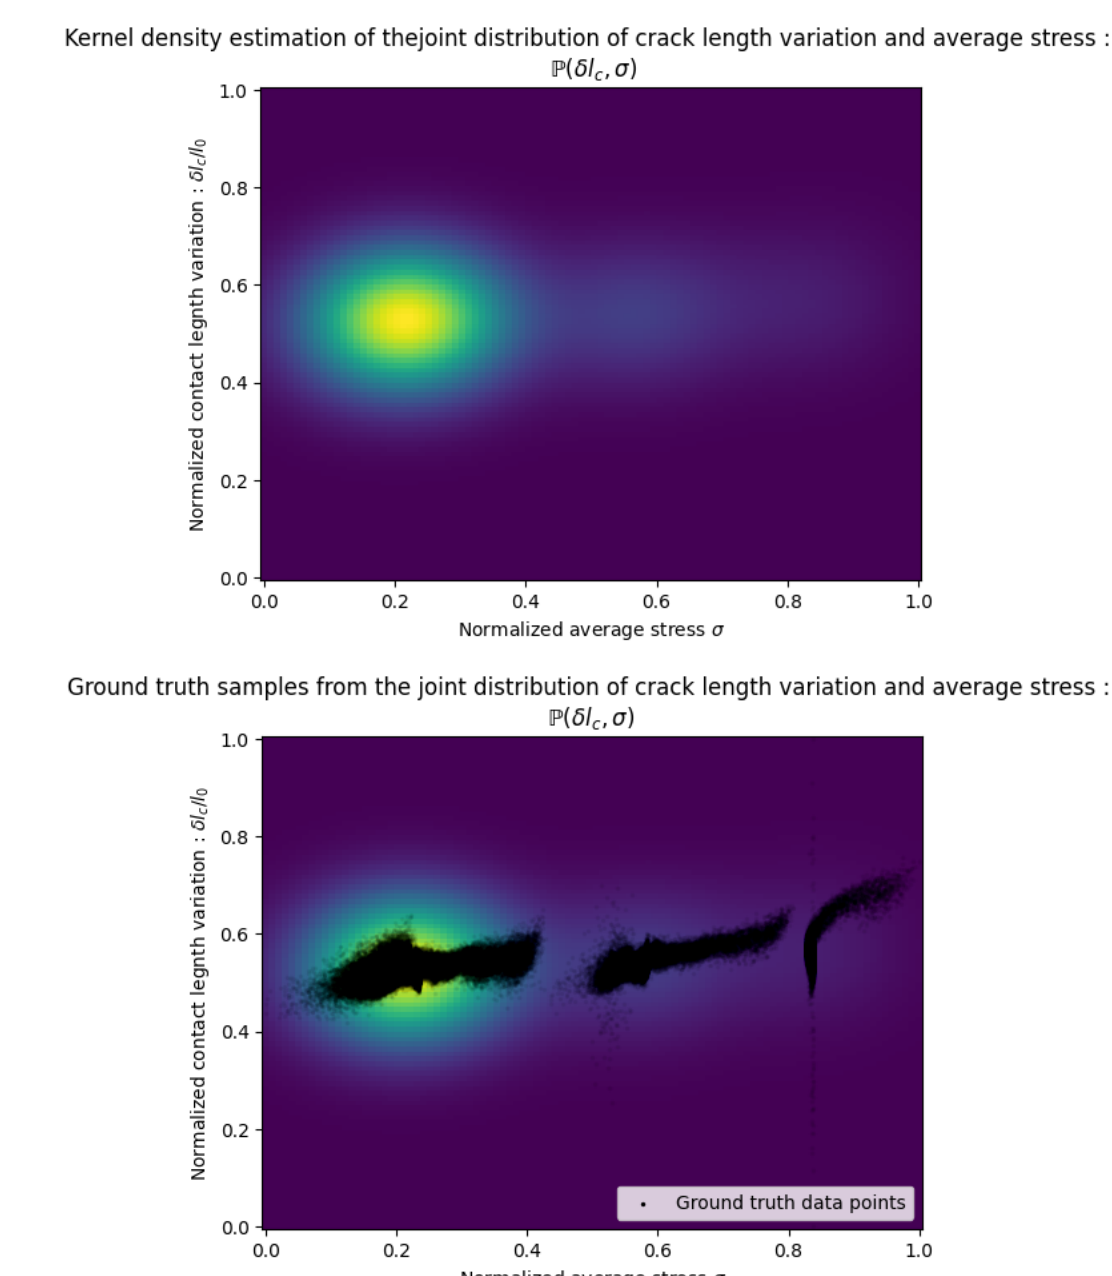 Kernel density estimation of thejoint distribution of crack length variation and average stress :
ℙ(δl_c, σ)
1.0
0.8
0.6
0.4
0.2
0.0
Normalized contact legnth variation : δl_c/l_0
0.0 0.2 0.4 0.6 0.8 1.0
Normalized average stress σ
Ground truth samples from the joint distribution of crack length variation and average stress :
ℙ(δl_c, σ)
1.0
0.8
0.6
0.4
0.2
0.0
Normalized contact legnth variation : δl_c/l_0
Ground truth data points
0.0 0.2 0.4 0.6 0.8 1.0
Normalized average stress σ